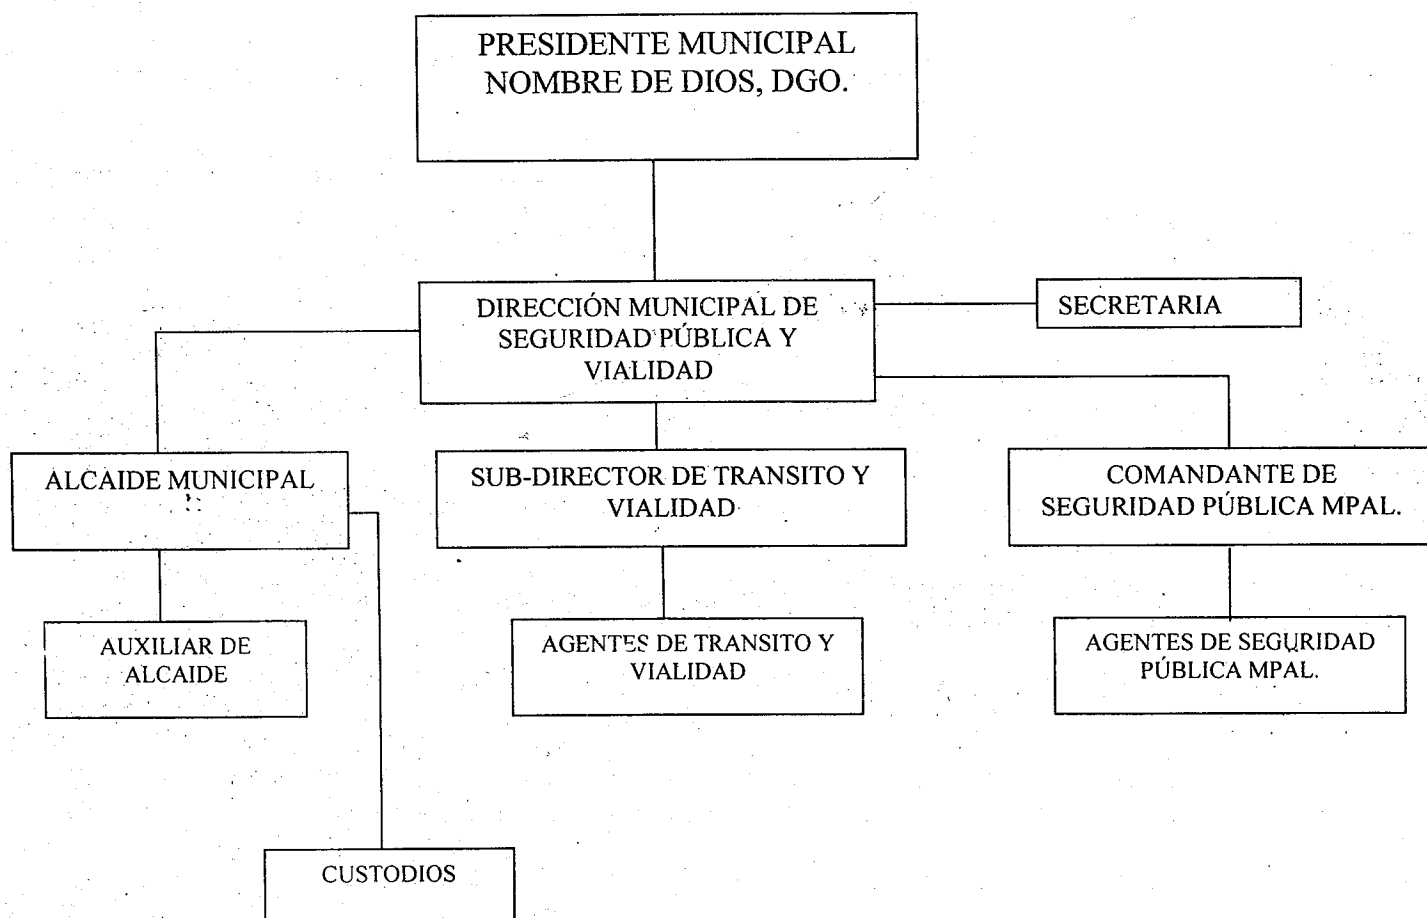 PRESIDENTE MUNICIPAL
NOMBRE DE DIOS, DGO.
DIRECCIÓN MUNICIPAL DE
SEGURIDAD PÚBLICA Y
VIALIDAD
SECRETARIA
ALCAIDE MUNICIPAL
SUB-DIRECTOR DE TRANSITO Y
VIALIDAD
COMANDANTE DE
SEGURIDAD PÚBLICA MPAL.
AUXILIAR DE
ALCAIDE
AGENTES DE TRANSITO Y
VIALIDAD
AGENTES DE SEGURIDAD
PÚBLICA MPAL.
CUSTODIOS